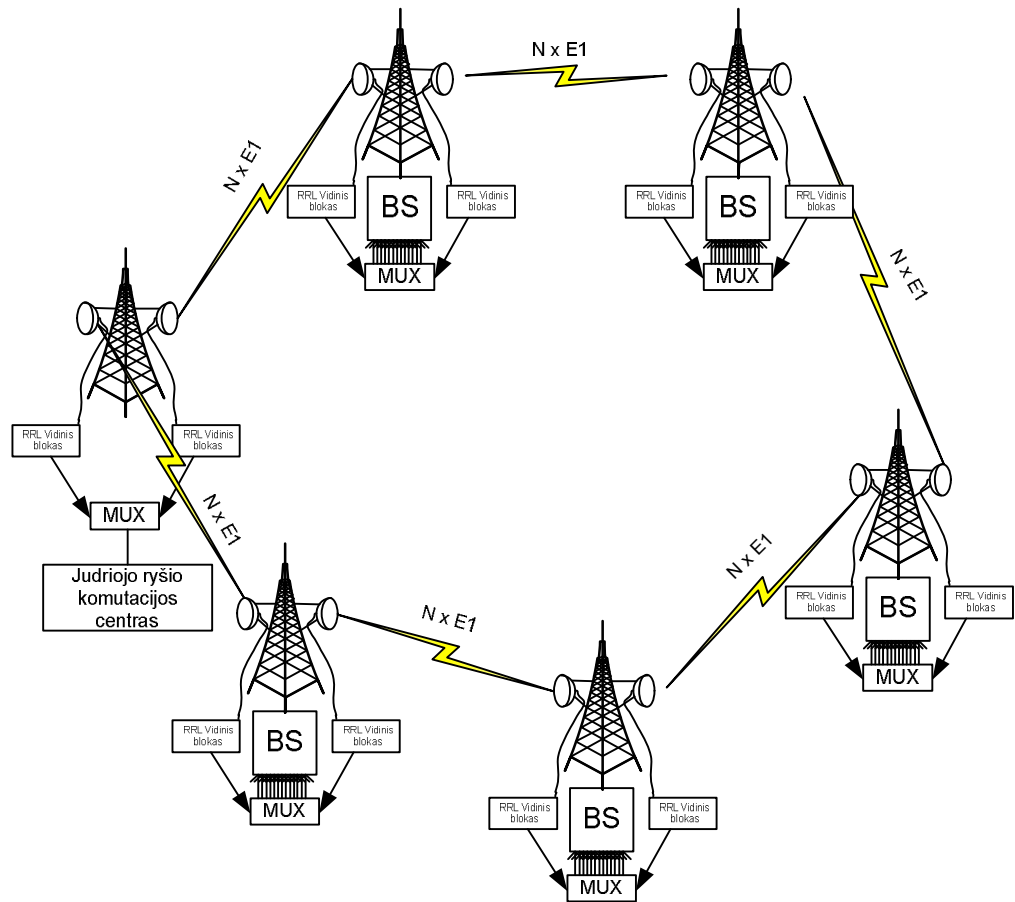 N x E1
N x E1
RRL Vidinis
blokas
BS
RRL Vidinis
blokas
MUX
RRL Vidinis
blokas
BS
RRL Vidinis
blokas
MUX
N x E1
RRL Vidinis
blokas
RRL Vidinis
blokas
MUX
N x E1
Judriojo ryšio
komutacijos
centras
N x E1
RRL Vidinis
blokas
BS
RRL Vidinis
blokas
MUX
N x E1
RRL Vidinis
blokas
BS
RRL Vidinis
blokas
MUX
RRL Vidinis
blokas
BS
RRL Vidinis
blokas
MUX